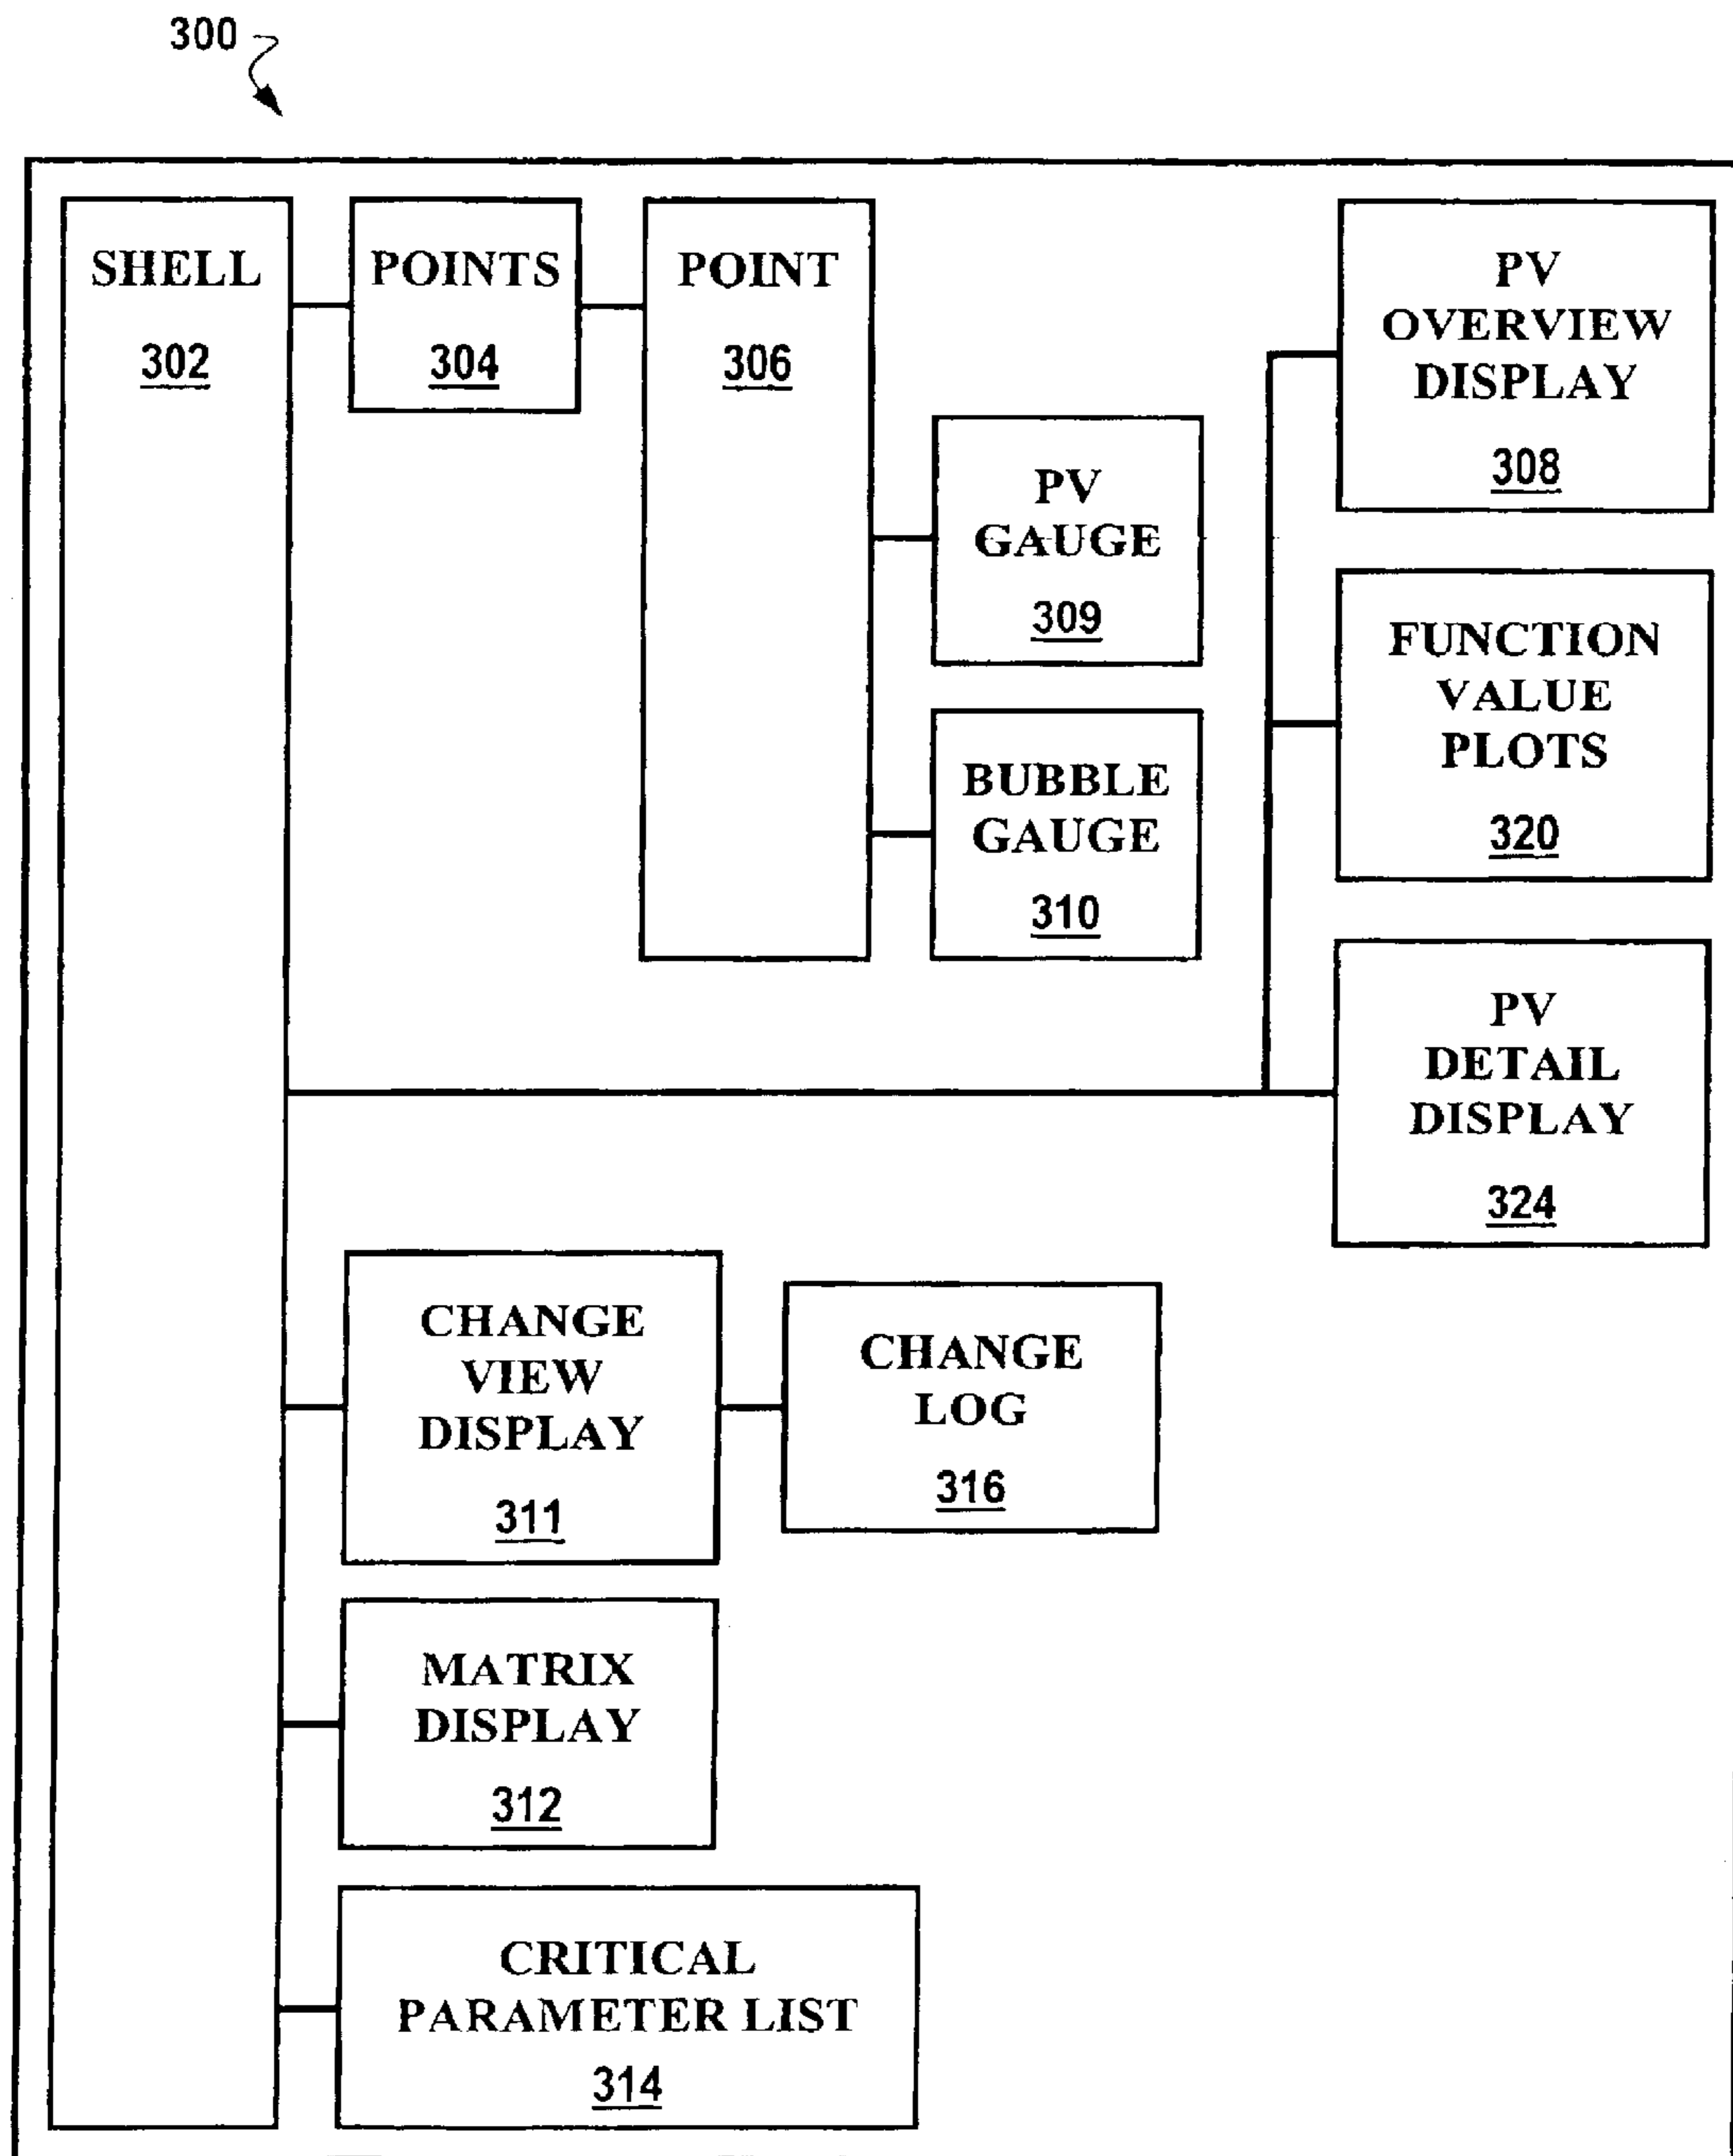 300
SHELL
302
POINTS
304
POINT
306
PV
OVERVIEW
DISPLAY
308
PV
GAUGE
309
FUNCTION
VALUE
PLOTS
320
BUBBLE
GAUGE
310
PV
DETAIL
DISPLAY
324
CHANGE
VIEW
DISPLAY
311
CHANGE
LOG
316
MATRIX
DISPLAY
312
CRITICAL
PARAMETER LIST
314